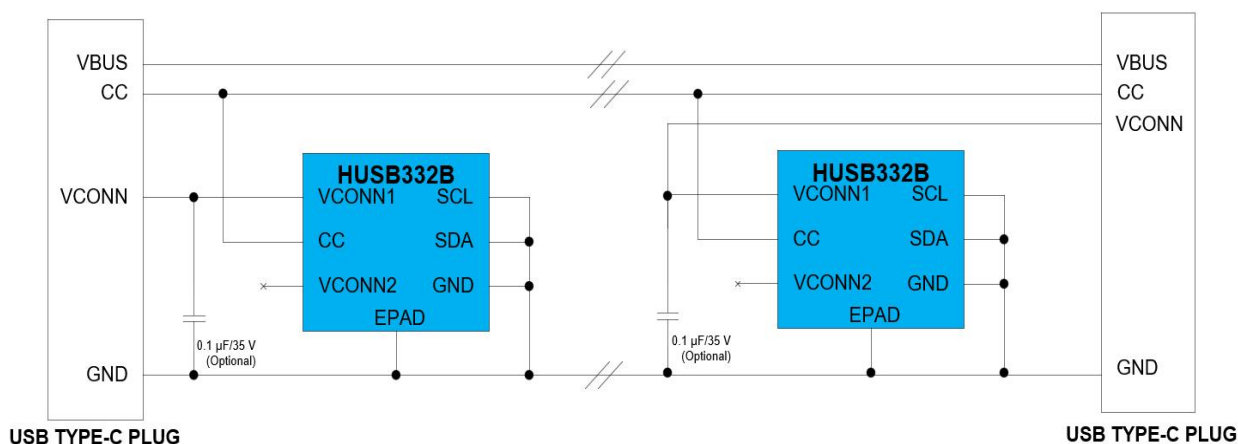 VBUS
CC
VCONN
GND
USB TYPE-C PLUG
HUSB332B
VCONN1 SCL
CC SDA
VCONN2 GND
EPAD
0.1 µF/35 V
(Optional)
HUSB332B
VCONN1 SCL
CC SDA
VCONN2 GND
EPAD
0.1 µF/35 V
(Optional)
VBUS
CC
VCONN
GND
USB TYPE-C PLUG